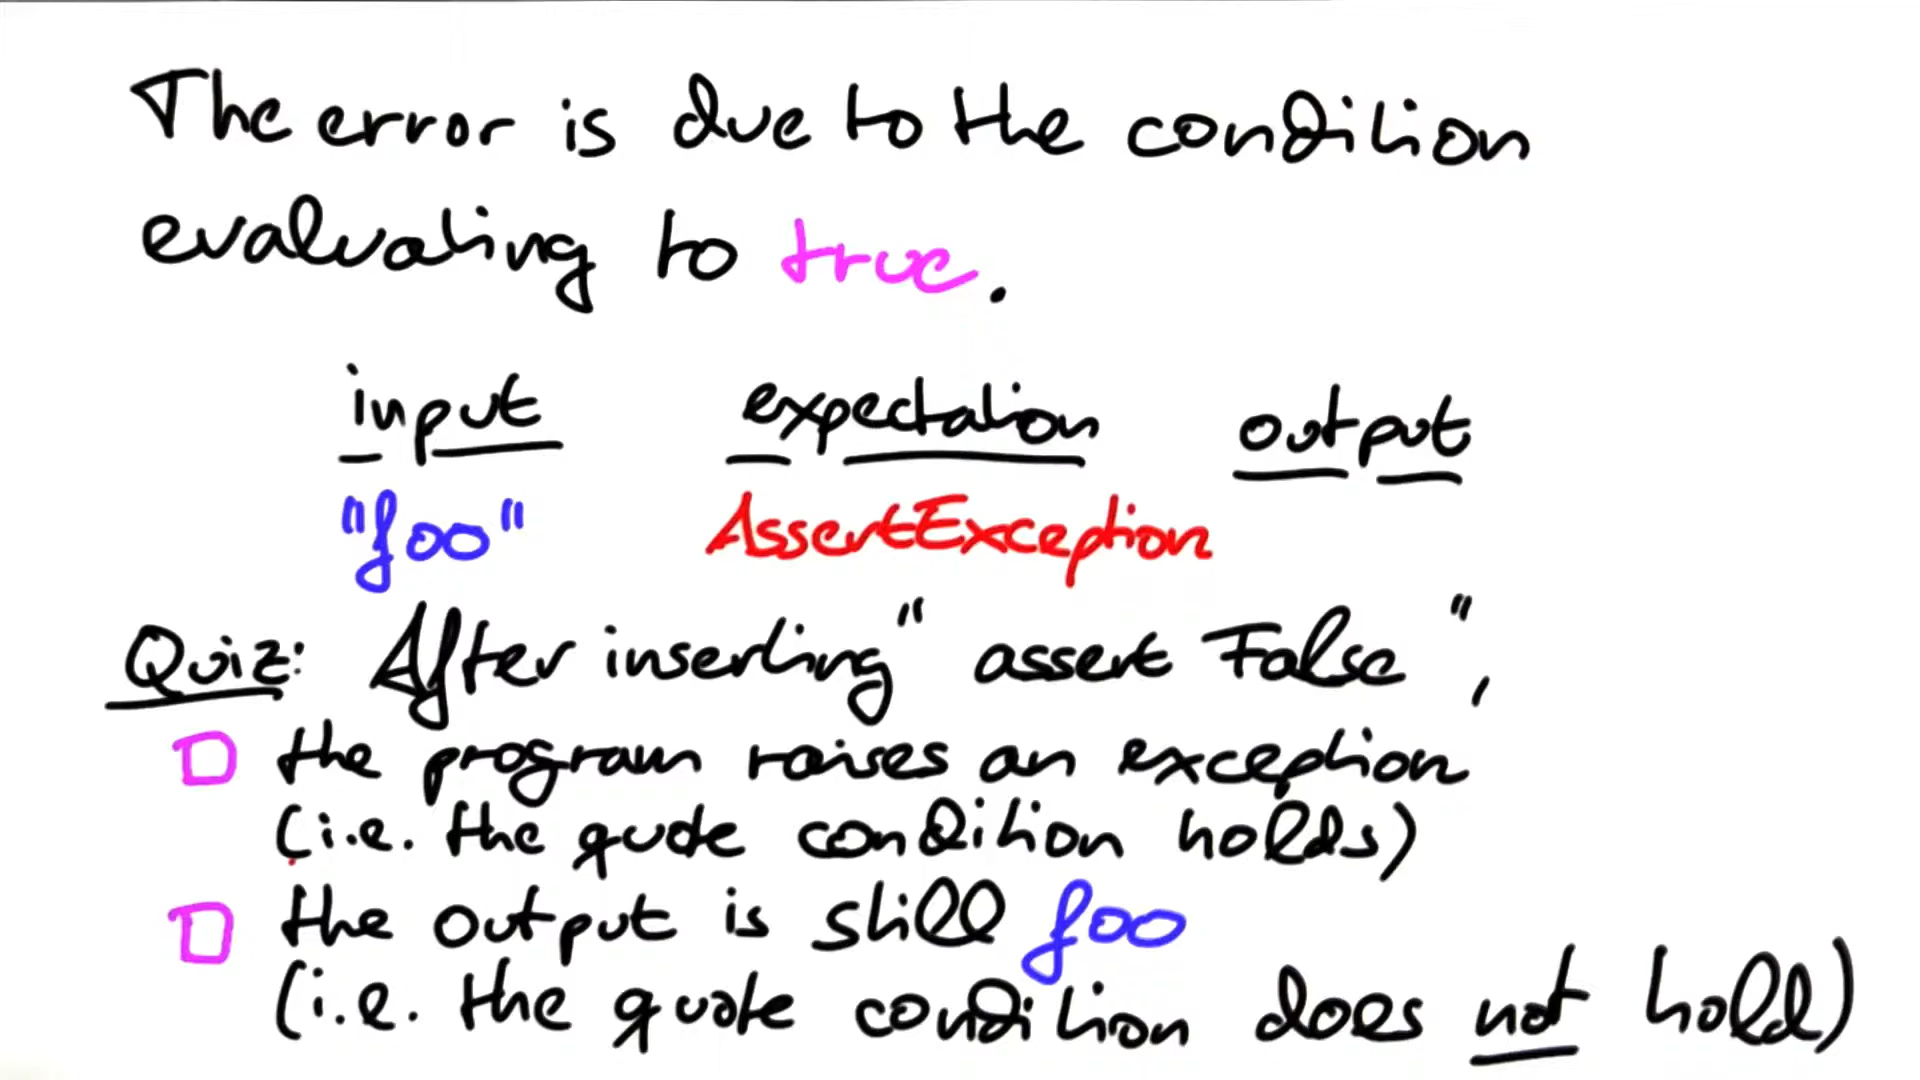 The error is due to the condition
evaluating to true.
input expectation output
"foo" AssertException
Quiz: After inserting "assert False",
the program raises an exception
(i.e. the quote condition holds)
the output is still foo
(i.e. the quote condition does not hold)